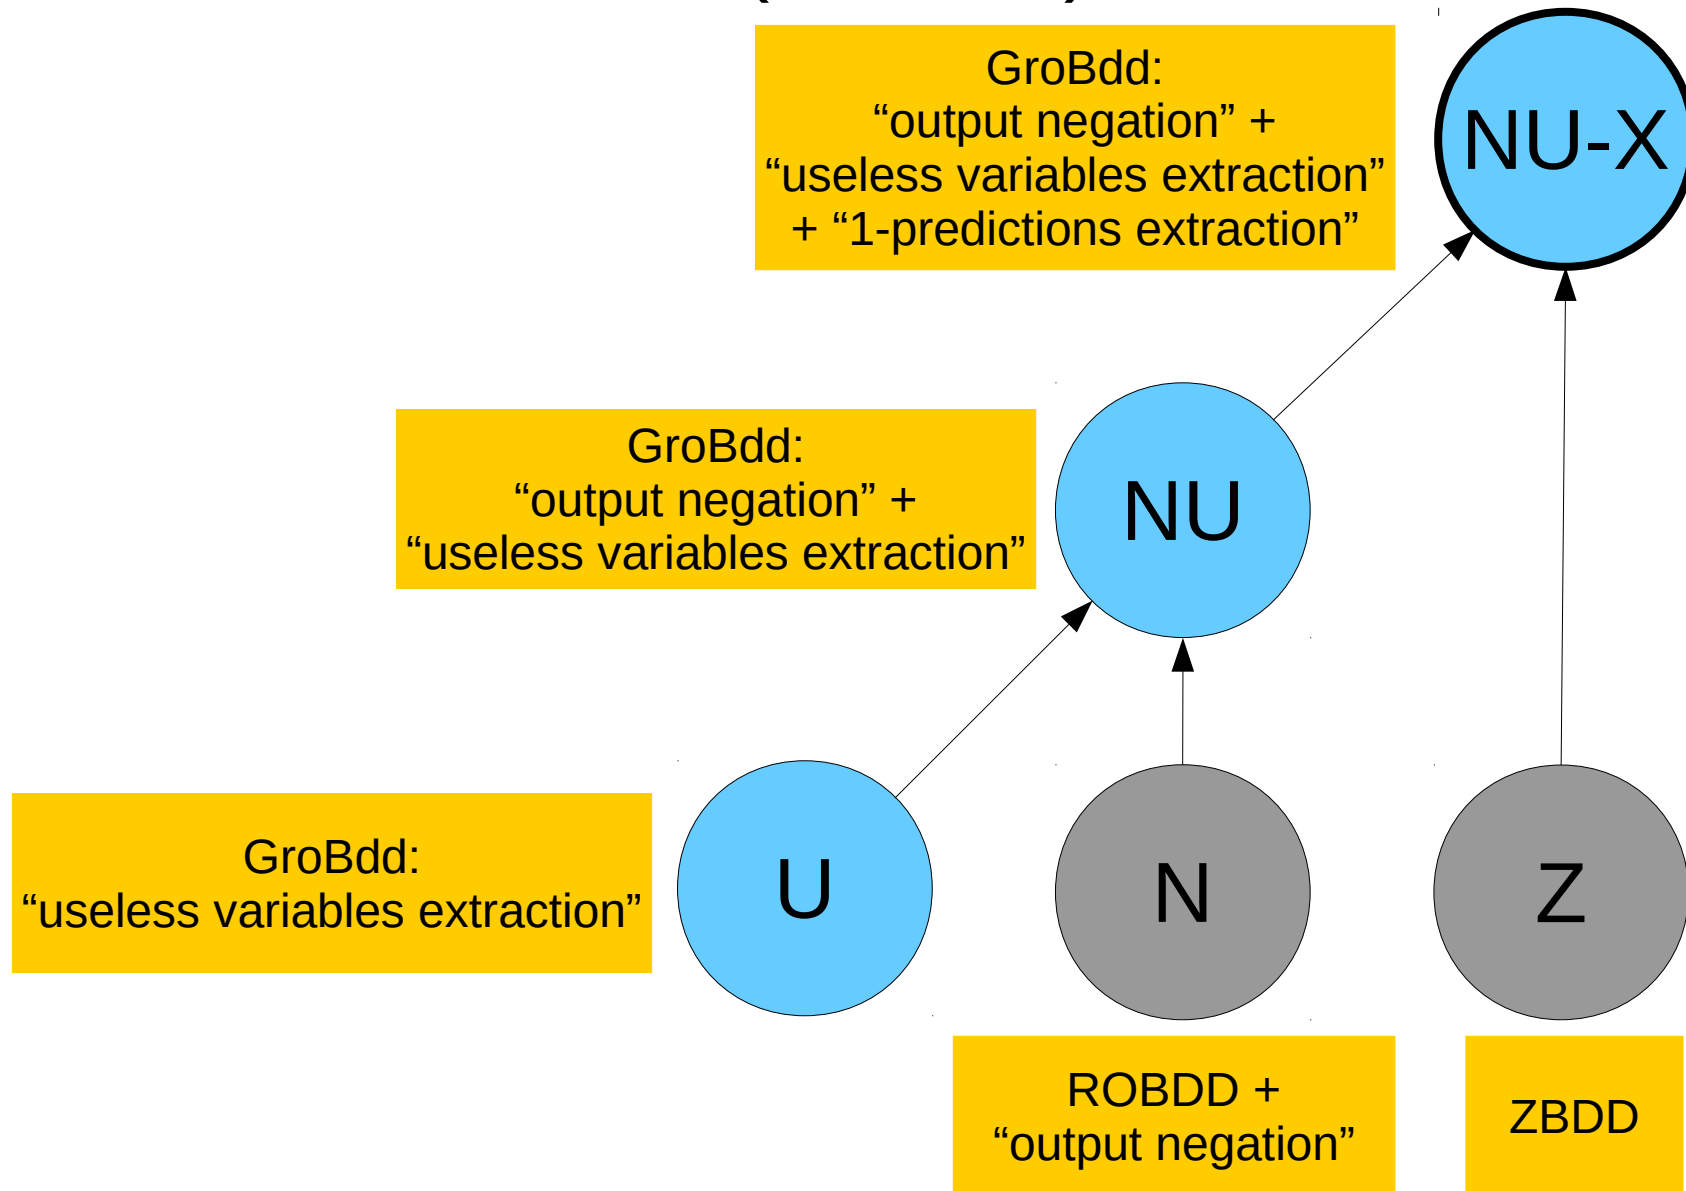 GroBdd:
“output negation” +
“useless variables extraction”
+ “1-predictions extraction”
NU-X
GroBdd:
“output negation” +
“useless variables extraction”
NU
GroBdd:
“useless variables extraction”
U
N
Z
ROBDD +
“output negation”
ZBDD